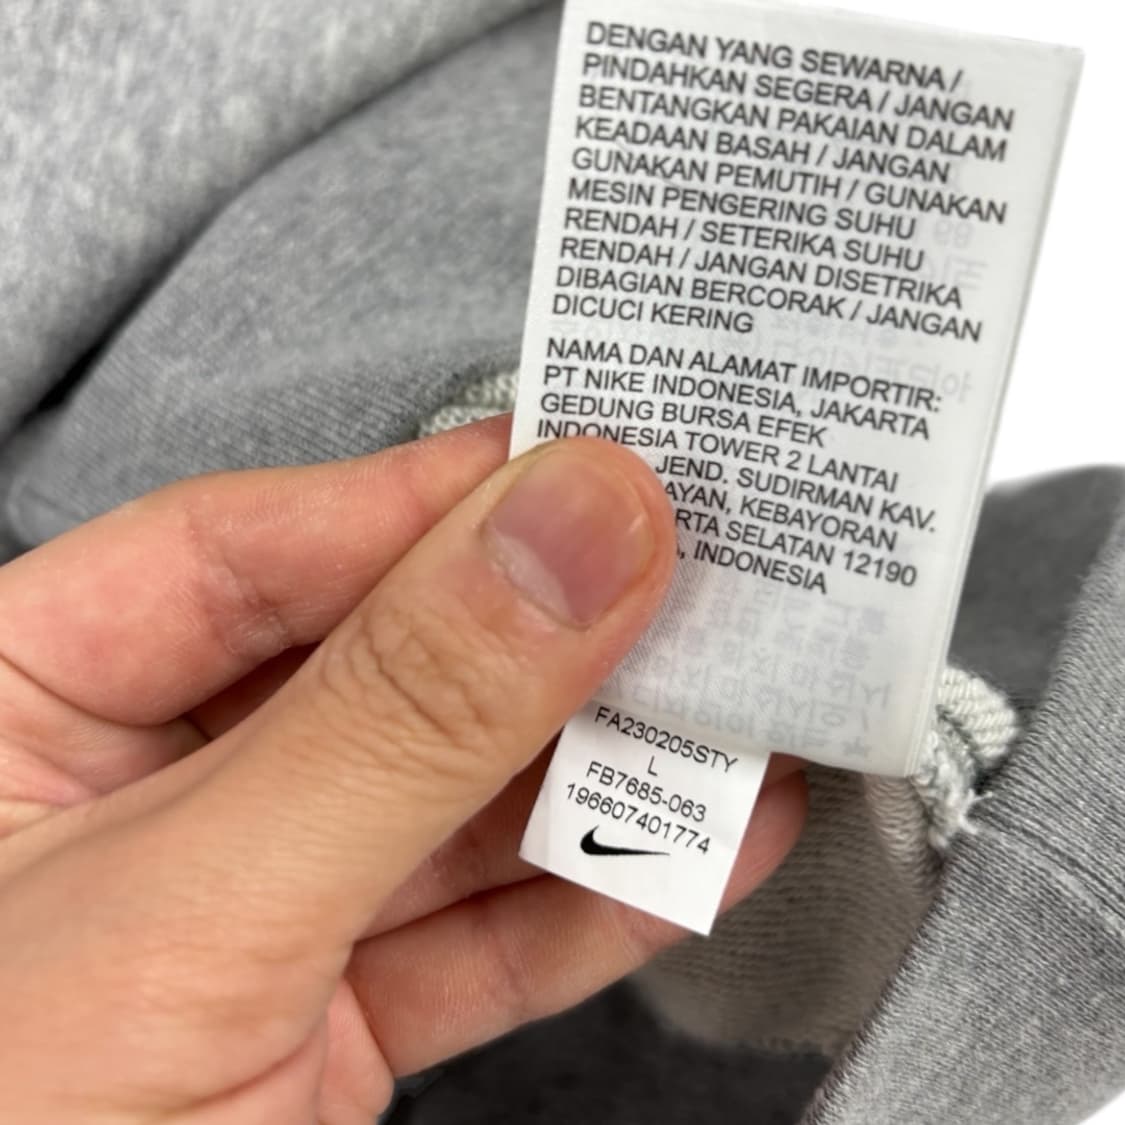 DENGAN YANG SEWARNA /
PINDAHKAN SEGERA / JANGAN
BENTANGKAN PAKAIAN DALAM
KEADAAN BASAH / JANGAN
GUNAKAN PEMUTIH / GUNAKAN
MESIN PENGERING SUHU
RENDAH / SETERIKA SUHU
RENDAH / JANGAN DISETRIKA
DIBAGIAN BERCORAK / JANGAN
DICUCI KERING
NAMA DAN ALAMAT IMPORTIR:
PT NIKE INDONESIA, JAKARTA
GEDUNG BURSA EFEK
INDONESIA TOWER 2 LANTAI
JEND. SUDIRMAN KAV.
AYAN, KEBAYORAN
RTA SELATAN 12190
, INDONESIA
FA230205STY
L
FB7685-063
196607401774